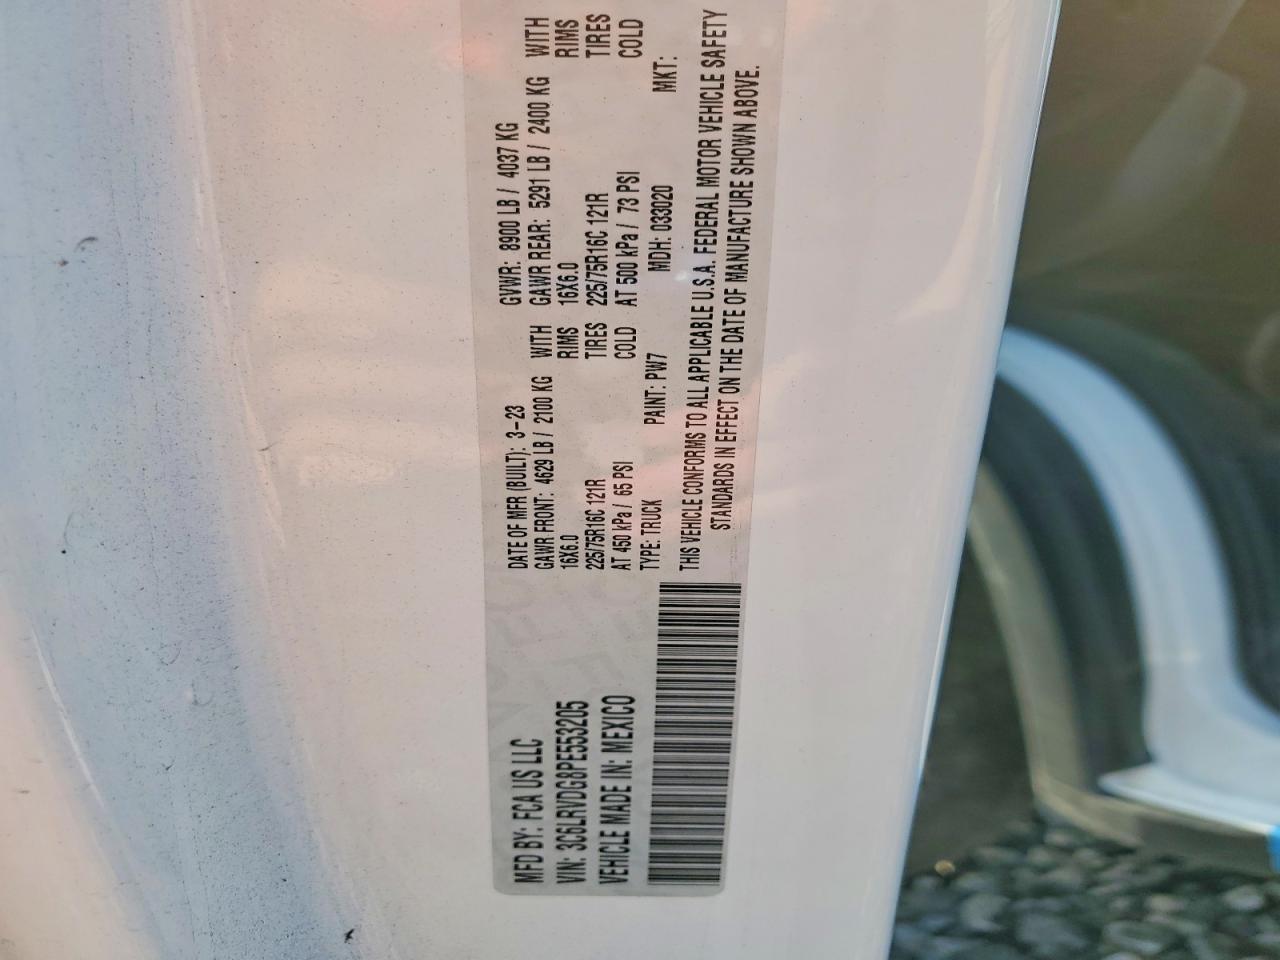 MFD BY: FCA US LLC
VIN: 3C6LRVDG8PE553205
VEHICLE MADE IN: MEXICO
DATE OF MFR (BUILT): 3-23 GVWR: 8900 LB / 4037 KG
GAWR FRONT: 4629 LB / 2100 KG WITH GAWR REAR: 5291 LB / 2400 KG WITH
16X6.0 RIMS 16X6.0 RIMS
225/75R16C 121R TIRES 225/75R16C 121R TIRES
AT 450 kPa / 65 PSI COLD AT 500 kPa / 73 PSI COLD
TYPE: TRUCK PAINT: PW7 MDH: 033020 MKT:
THIS VEHICLE CONFORMS TO ALL APPLICABLE U.S.A. FEDERAL MOTOR VEHICLE SAFETY
STANDARDS IN EFFECT ON THE DATE OF MANUFACTURE SHOWN ABOVE.